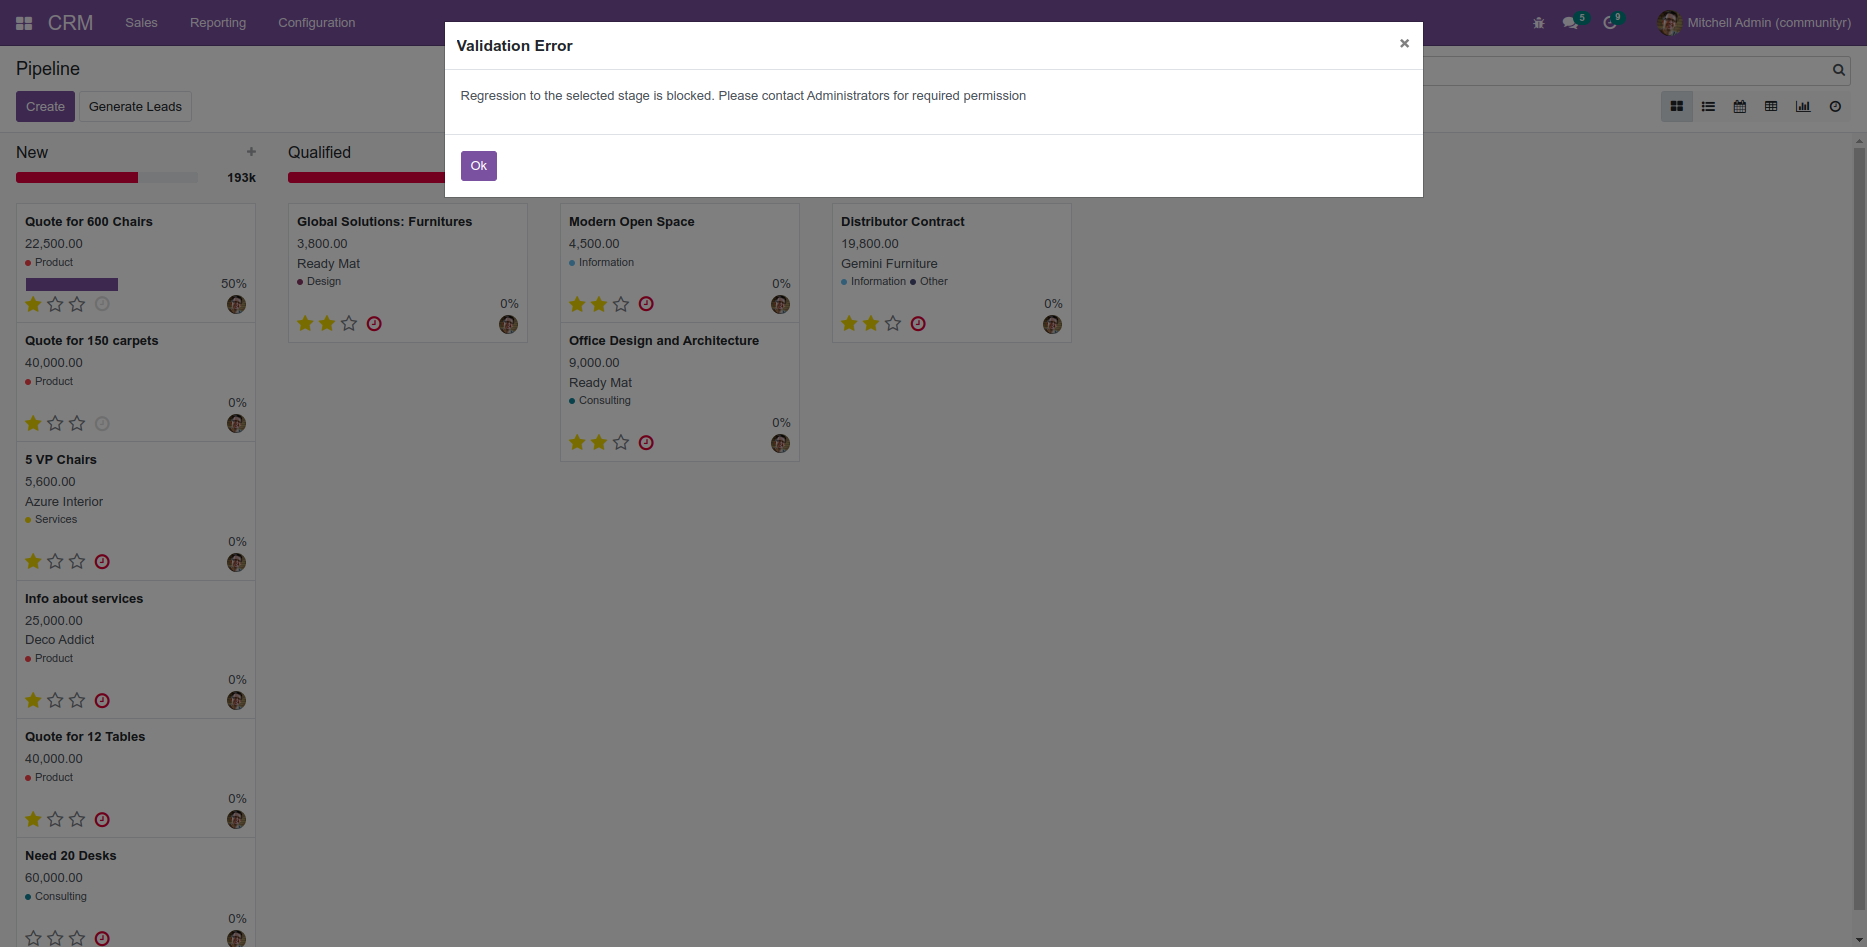 CRM Sales Reporting Configuration
5 9 Mitchell Admin (communityr)
Validation Error
×
Regression to the selected stage is blocked. Please contact Administrators for required permission
Ok
Pipeline
Create Generate Leads
New +
193k
Quote for 600 Chairs
22,500.00
Product
50%
Quote for 150 carpets
40,000.00
Product
0%
5 VP Chairs
5,600.00
Azure Interior
Services
0%
Info about services
25,000.00
Deco Addict
Product
0%
Quote for 12 Tables
40,000.00
Product
0%
Need 20 Desks
60,000.00
Consulting
0%
Qualified
Global Solutions: Furnitures
3,800.00
Ready Mat
Design
0%
Modern Open Space
4,500.00
Information
0%
Office Design and Architecture
9,000.00
Ready Mat
Consulting
0%
Distributor Contract
19,800.00
Gemini Furniture
Information Other
0%